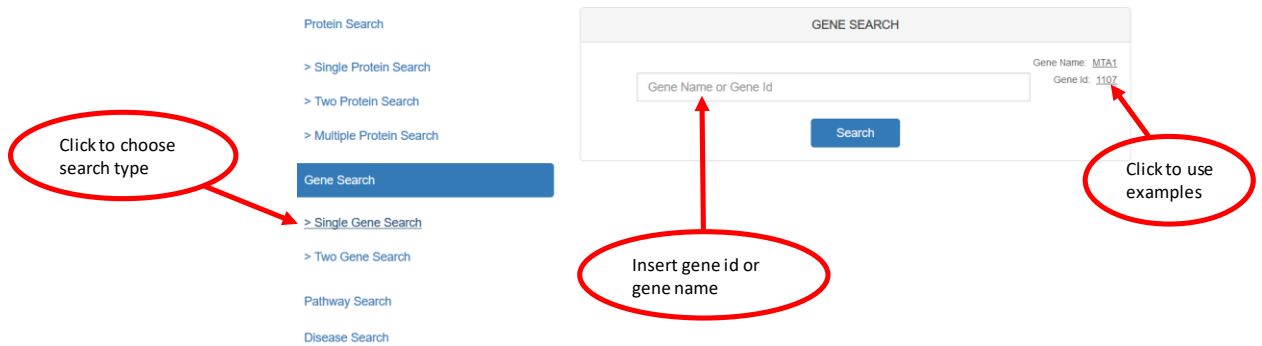 Protein Search
> Single Protein Search
> Two Protein Search
> Multiple Protein Search
Gene Search
> Single Gene Search
> Two Gene Search
Pathway Search
Disease Search
GENE SEARCH
Gene Name: MTA1
Gene Id: 1107
Gene Name or Gene Id
Search
Click to choose
search type
Insert gene id or
gene name
Click to use
examples